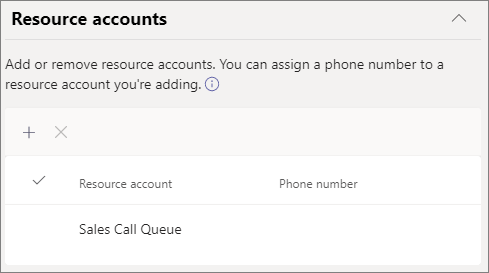 Resource accounts
Add or remove resource accounts. You can assign a phone number to a
resource account you're adding.
Resource account Phone number
Sales Call Queue